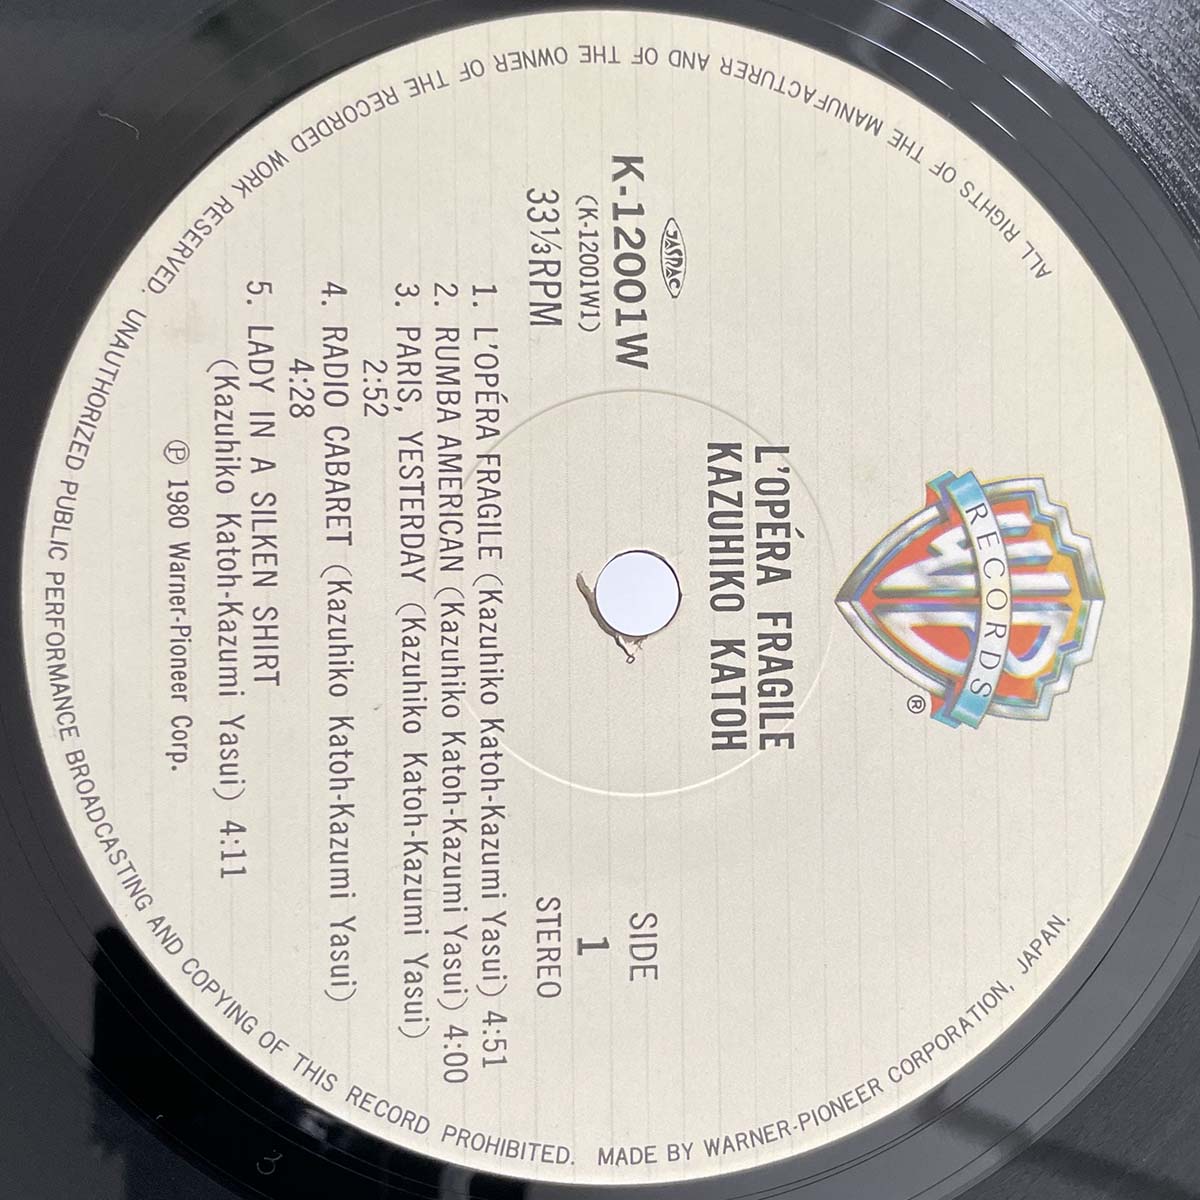 RECORDS
®
L'OPÉRA FRAGILE
KAZUHIKO KATOH
JASRAC
K-12001W
(K-12001W1)
33 1/3 RPM
SIDE
1
STEREO
1. L'OPÉRA FRAGILE (Kazuhiko Katoh-Kazumi Yasui) 4:51
2. RUMBA AMERICAN (Kazuhiko Katoh-Kazumi Yasui) 4:00
3. PARIS, YESTERDAY (Kazuhiko Katoh-Kazumi Yasui)
2:52
4. RADIO CABARET (Kazuhiko Katoh-Kazumi Yasui)
4:28
5. LADY IN A SILKEN SHIRT
(Kazuhiko Katoh-Kazumi Yasui) 4:11
℗ 1980 Warner-Pioneer Corp.
ALL RIGHTS OF THE MANUFACTURER AND OF THE OWNER OF THE RECORDED WORK RESERVED. UNAUTHORIZED PUBLIC PERFORMANCE BROADCASTING AND COPYING OF THIS RECORD PROHIBITED. MADE BY WARNER-PIONEER CORPORATION, JAPAN.